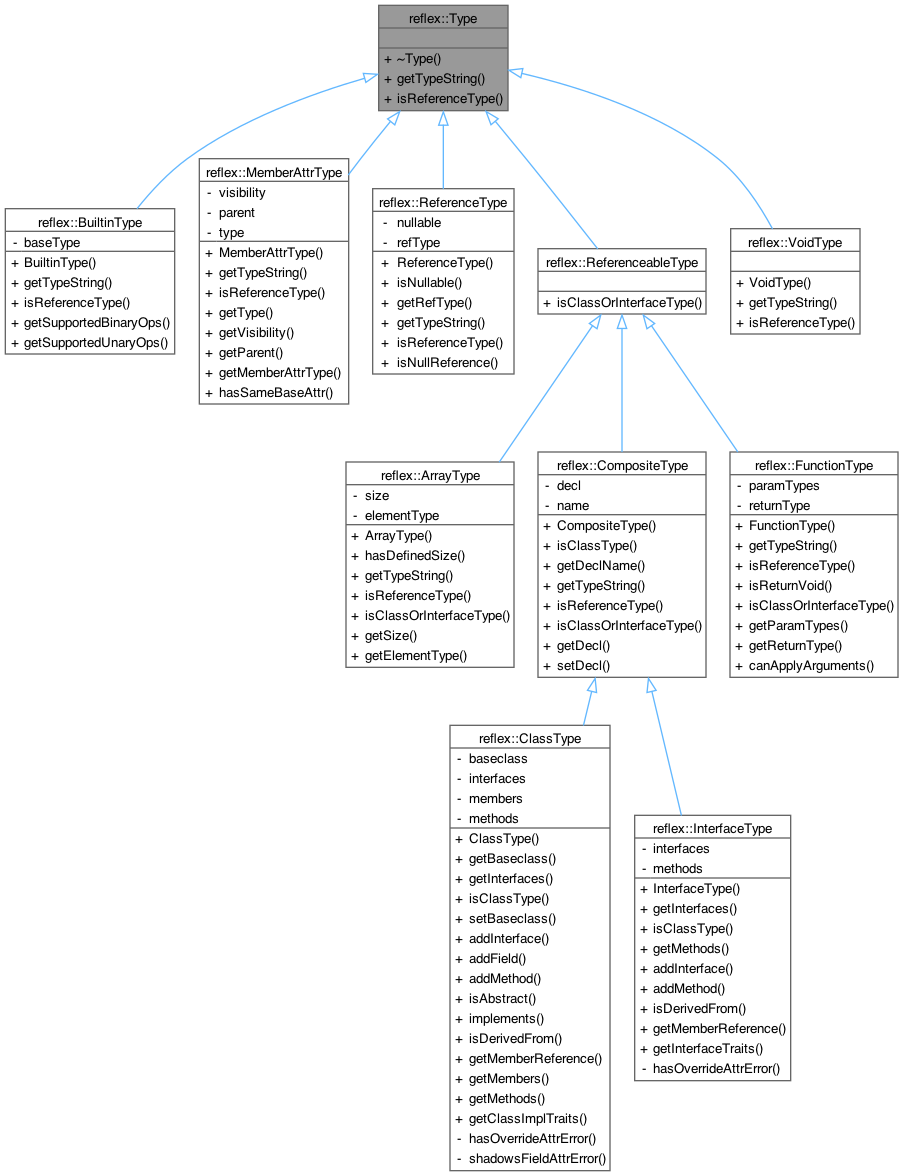 reflex::Type
+ ~Type()
+ getTypeString()
+ isReferenceType()
reflex::BuiltinType
- baseType
+ BuiltinType()
+ getTypeString()
+ isReferenceType()
+ getSupportedBinaryOps()
+ getSupportedUnaryOps()
reflex::MemberAttrType
- visibility
- parent
- type
+ MemberAttrType()
+ getTypeString()
+ isReferenceType()
+ getType()
+ getVisibility()
+ getParent()
+ getMemberAttrType()
+ hasSameBaseAttr()
reflex::ReferenceType
- nullable
- refType
+ ReferenceType()
+ isNullable()
+ getRefType()
+ getTypeString()
+ isReferenceType()
+ isNullReference()
reflex::ReferenceableType
+ isClassOrInterfaceType()
reflex::VoidType
+ VoidType()
+ getTypeString()
+ isReferenceType()
reflex::ArrayType
- size
- elementType
+ ArrayType()
+ hasDefinedSize()
+ getTypeString()
+ isReferenceType()
+ isClassOrInterfaceType()
+ getSize()
+ getElementType()
reflex::CompositeType
- decl
- name
+ CompositeType()
+ isClassType()
+ getDeclName()
+ getTypeString()
+ isReferenceType()
+ isClassOrInterfaceType()
+ getDecl()
+ setDecl()
reflex::FunctionType
- paramTypes
- returnType
+ FunctionType()
+ getTypeString()
+ isReferenceType()
+ isReturnVoid()
+ isClassOrInterfaceType()
+ getParamTypes()
+ getReturnType()
+ canApplyArguments()
reflex::ClassType
- baseclass
- interfaces
- members
- methods
+ ClassType()
+ getBaseclass()
+ getInterfaces()
+ isClassType()
+ setBaseclass()
+ addInterface()
+ addField()
+ addMethod()
+ isAbstract()
+ implements()
+ isDerivedFrom()
+ getMemberReference()
+ getMembers()
+ getMethods()
+ getClassImplTraits()
- hasOverrideAttrError()
- shadowsFieldAttrError()
reflex::InterfaceType
- interfaces
- methods
+ InterfaceType()
+ getInterfaces()
+ isClassType()
+ getMethods()
+ addInterface()
+ addMethod()
+ isDerivedFrom()
+ getMemberReference()
+ getInterfaceTraits()
- hasOverrideAttrError()